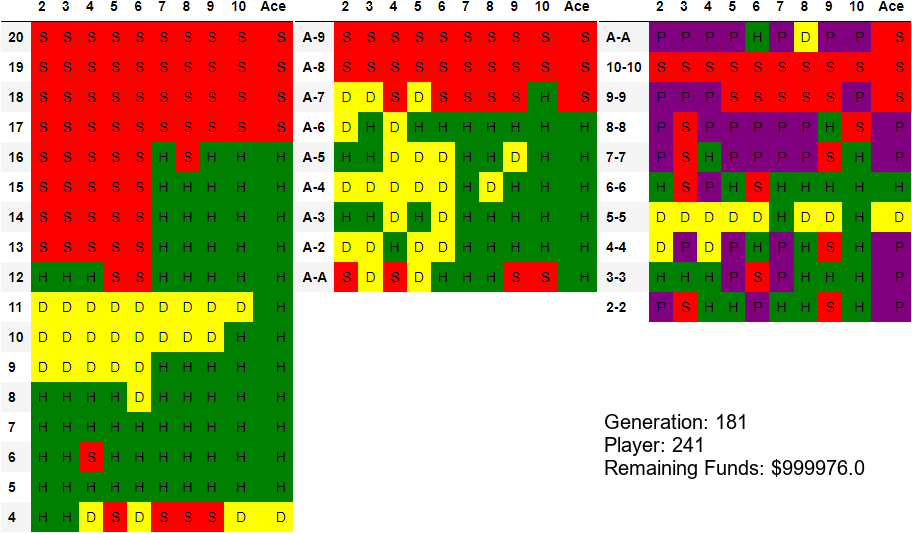 2 3 4 5 6 7 8 9 10 Ace
20 S S S S S S S S S S
19 S S S S S S S S S S
18 S S S S S S S S S S
17 S S S S S S S S S S
16 S S S S S H S H H H
15 S S S S S H H H H H
14 S S S S S H H H H H
13 S S S S S H H H H H
12 H H H S S H H H H H
11 D D D D D D D D D H
10 D D D D D D D D H H
9 D D D D D H H H H H
8 H H H H D H H H H H
7 H H H H H H H H H H
6 H H S H H H H H H H
5 H H H H H H H H H H
4 H H D S D S S S D D
2 3 4 5 6 7 8 9 10 Ace
A-9 S S S S S S S S S S
A-8 S S S S S S S S S S
A-7 D D S D S S S S H S
A-6 D H D H H H H H H H
A-5 H H D D D H H D H H
A-4 D D D D D H D H H H
A-3 H H D H D H H H H H
A-2 D D H D D H H H H H
A-A S D S D H H H S S H
2 3 4 5 6 7 8 9 10 Ace
A-A P P P P H P D P P S
10-10 S S S S S S S S S S
9-9 P P P S S S S S P S
8-8 P S P P P P P H S P
7-7 P S H P P P P S H P
6-6 H S P H S H H H H H
5-5 D D D D D H D D H D
4-4 D P D P H P H S H P
3-3 H H H P S P H H H P
2-2 P S H H P H H S H P
Generation: 181
Player: 241
Remaining Funds: $999976.0